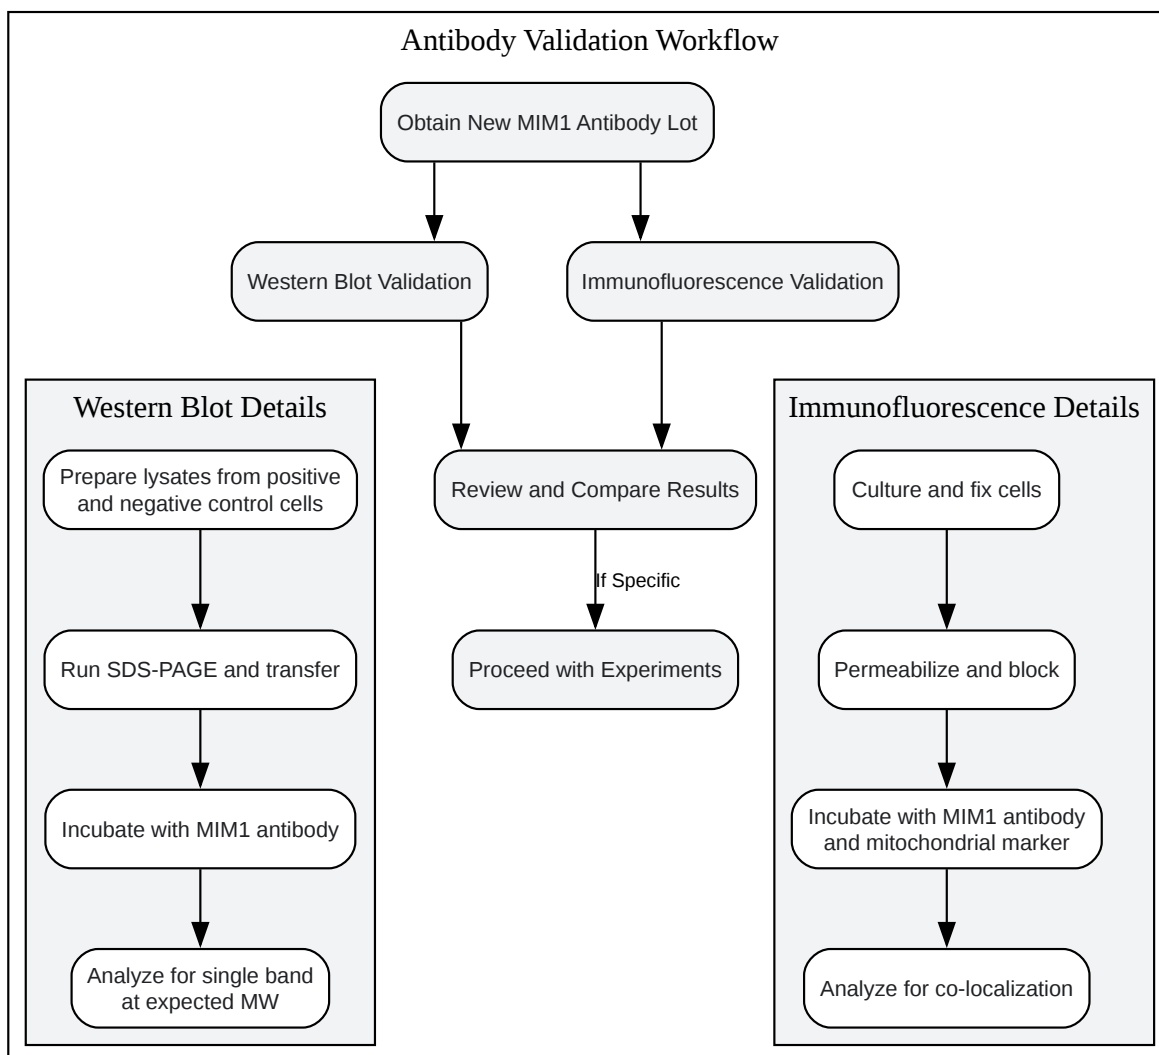 Antibody Validation Workflow
Obtain New MIM1 Antibody Lot
Western Blot Validation
Immunofluorescence Validation
Western Blot Details
Prepare lysates from positive
and negative control cells
Run SDS-PAGE and transfer
Incubate with MIM1 antibody
Analyze for single band
at expected MW
Review and Compare Results
If Specific
Proceed with Experiments
Immunofluorescence Details
Culture and fix cells
Permeabilize and block
Incubate with MIM1 antibody
and mitochondrial marker
Analyze for co-localization